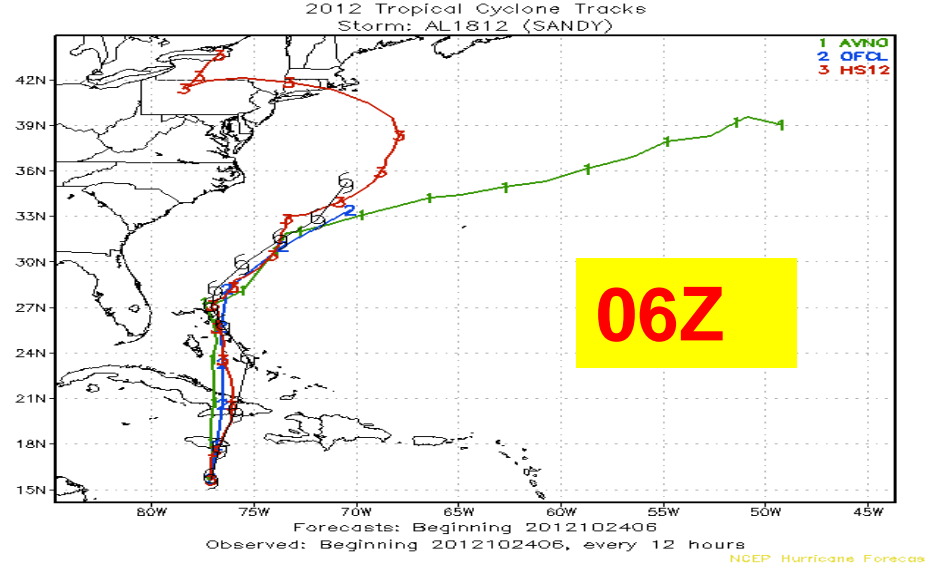 2012 Tropical Cyclone Tracks
Storm: AL1812 (SANDY)
1 AVNO
2 OFCL
3 HS12
42N
39N
36N
33N
30N
27N
24N
21N
18N
15N
06Z
80W 75W 70W 65W 60W 55W 50W 45W
Forecasts: Beginning 2012102406
Observed: Beginning 2012102406, every 12 hours
NCEP Hurricane Forecas